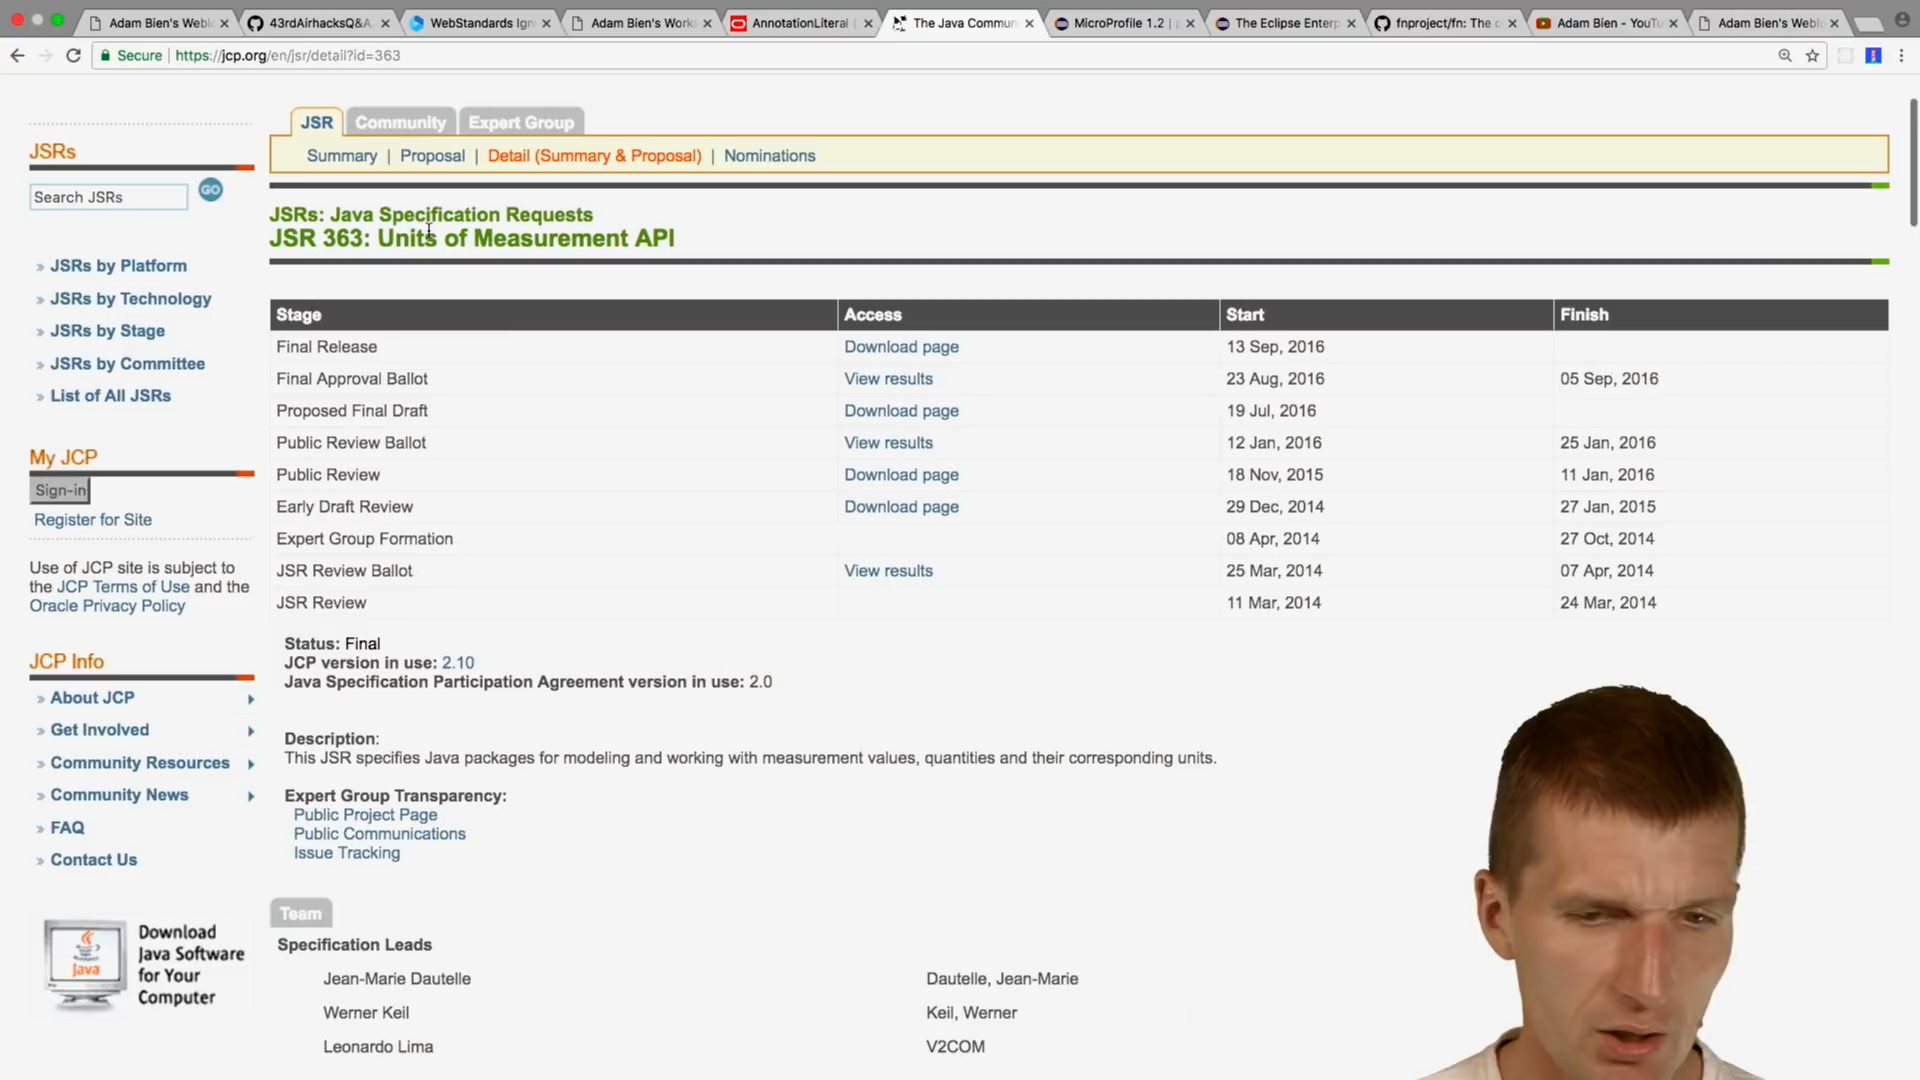 Adam Bien's Webl
43rdAirhacksQ&A
WebStandards Ign
Adam Bien's Work
AnnotationLiteral (
The Java Commun
MicroProfile 1.2 | p
The Eclipse Enterp
fnproject/fn: The c
Adam Bien - YouTu
Adam Bien's Weblo
Secure https://jcp.org/en/jsr/detail?id=363
JSR Community Expert Group
Summary | Proposal | Detail (Summary & Proposal) | Nominations
JSRs
Search JSRs GO
JSRs by Platform
JSRs by Technology
JSRs by Stage
JSRs by Committee
List of All JSRs
My JCP
Sign-in
Register for Site
Use of JCP site is subject to
the JCP Terms of Use and the
Oracle Privacy Policy
JCP Info
About JCP
Get Involved
Community Resources
Community News
FAQ
Contact Us
Java
Download
Java Software
for Your
Computer
JSRs: Java Specification Requests
JSR 363: Units of Measurement API
Stage Access Start Finish
Final Release Download page 13 Sep, 2016
Final Approval Ballot View results 23 Aug, 2016 05 Sep, 2016
Proposed Final Draft Download page 19 Jul, 2016
Public Review Ballot View results 12 Jan, 2016 25 Jan, 2016
Public Review Download page 18 Nov, 2015 11 Jan, 2016
Early Draft Review Download page 29 Dec, 2014 27 Jan, 2015
Expert Group Formation 08 Apr, 2014 27 Oct, 2014
JSR Review Ballot View results 25 Mar, 2014 07 Apr, 2014
JSR Review 11 Mar, 2014 24 Mar, 2014
Status: Final
JCP version in use: 2.10
Java Specification Participation Agreement version in use: 2.0
Description:
This JSR specifies Java packages for modeling and working with measurement values, quantities and their corresponding units.
Expert Group Transparency:
Public Project Page
Public Communications
Issue Tracking
Team
Specification Leads
Jean-Marie Dautelle Dautelle, Jean-Marie
Werner Keil Keil, Werner
Leonardo Lima V2COM